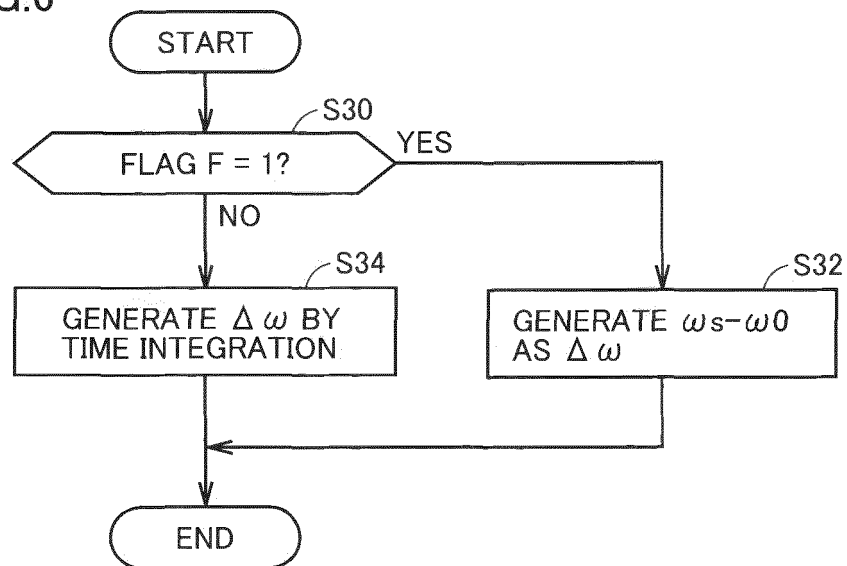 START
S30
FLAG F = 1?
YES
NO
S34
GENERATE Δω BY
TIME INTEGRATION
S32
GENERATE ωs-ω0
AS Δω
END